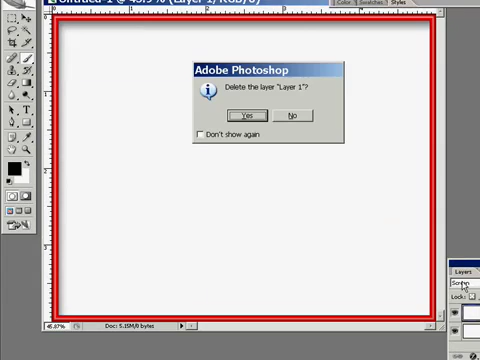 Untitled-1 @ 45.9% (Layer 1, RGB/8)
Color Swatches Styles
Adobe Photoshop
Delete the layer "Layer 1"?
Yes No
Don't show again
Layers
Screen
Lock:
45.87% Doc: 5.15M/0 bytes